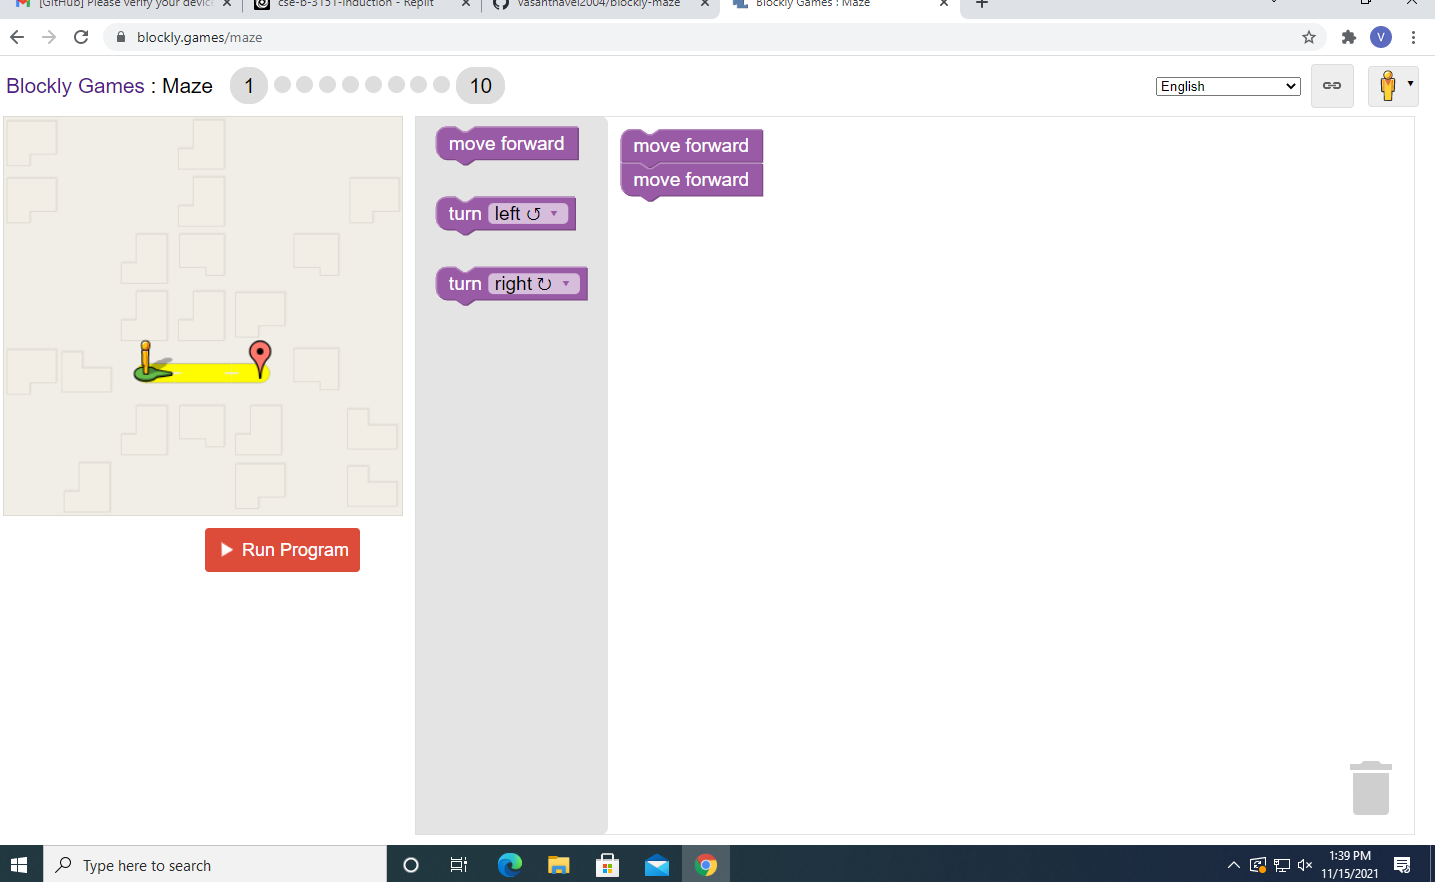 [GitHub] Please verify your device
cse-b-3151-induction - Replit
vasanthavel2004/blockly-maze
Blockly Games : Maze
blockly.games/maze
V
Blockly Games : Maze
1
10
English
move forward
turn left
turn right
move forward
move forward
Run Program
Type here to search
1:39 PM
11/15/2021